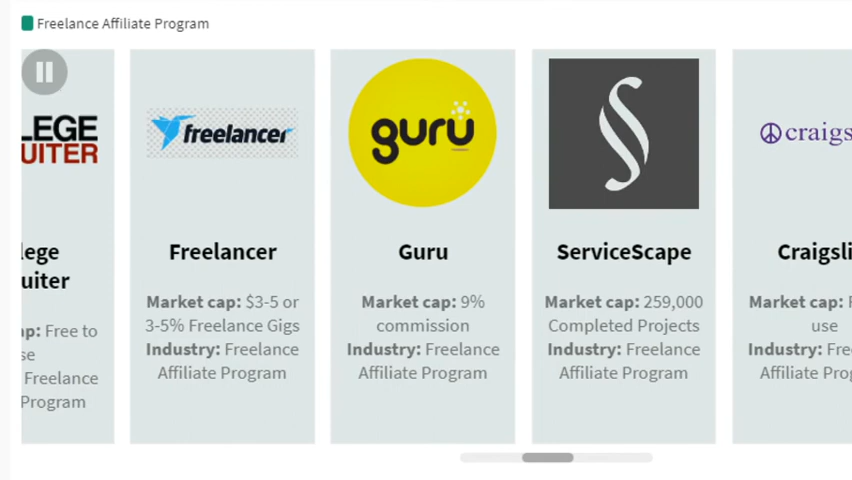 Freelance Affiliate Program
LEGE
UITER
freelancer
guru
craigs
lege
uiter
Freelancer
Guru
ServiceScape
Craigsli
ap: Free to
se
Freelance
Program
Market cap: $3-5 or
3-5% Freelance Gigs
Industry: Freelance
Affiliate Program
Market cap: 9%
commission
Industry: Freelance
Affiliate Program
Market cap: 259,000
Completed Projects
Industry: Freelance
Affiliate Program
Market cap: F
use
Industry: Fre
Affiliate Pro